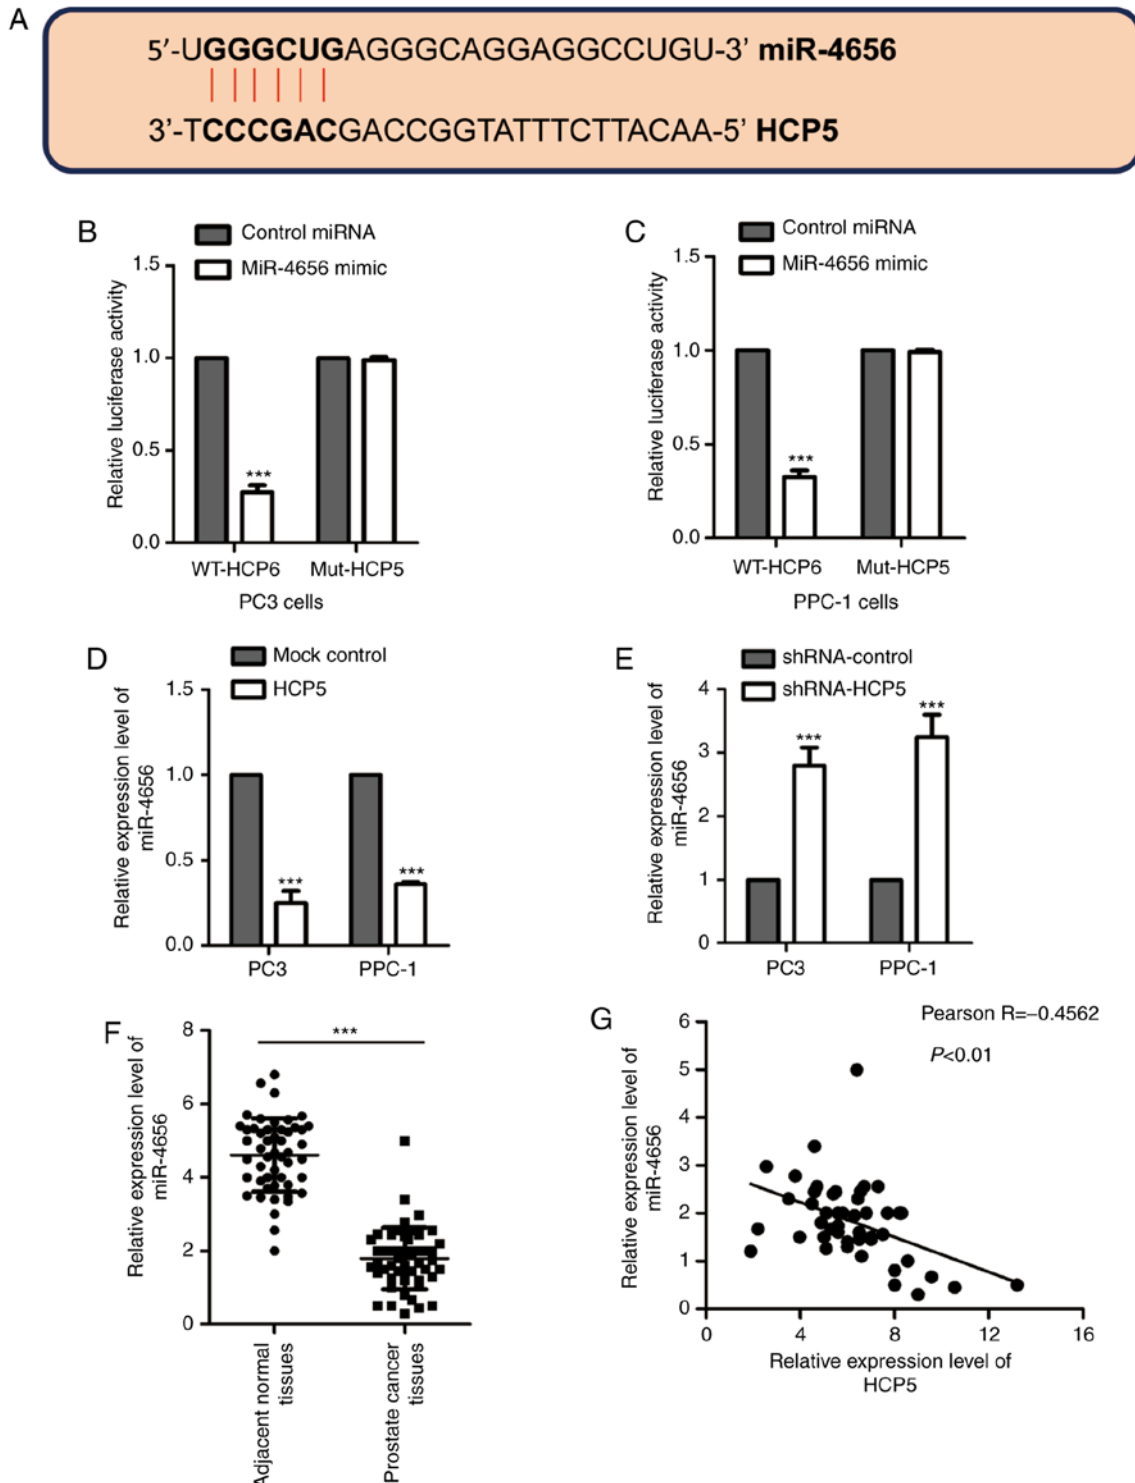 A
5′-UGGGCUGAGGGCAGGAGGCCUGU-3’ miR-4656
3’-TCCCGACGACCGGTATTTCTTACAA-5’ HCP5
B
Control miRNA
MiR-4656 mimic
Relative luciferase activity
1.5
1.0
0.5
0.0
***
WT-HCP6
Mut-HCP5
PC3 cells
C
Control miRNA
MiR-4656 mimic
Relative luciferase activity
1.5
1.0
0.5
0.0
***
WT-HCP6
Mut-HCP5
PPC-1 cells
D
Mock control
HCP5
Relative expression level of
miR-4656
1.5
1.0
0.5
0.0
***
***
PC3
PPC-1
E
shRNA-control
shRNA-HCP5
Relative expression level of
miR-4656
4
3
2
1
0
***
***
PC3
PPC-1
F
Relative expression level of
miR-4656
8
6
4
2
0
***
Adjacent normal
tissues
Prostate cancer
tissues
G
Pearson R=−0.4562
P<0.01
Relative expression level of
miR-4656
6
5
4
3
2
1
0
0
4
8
12
16
Relative expression level of
HCP5